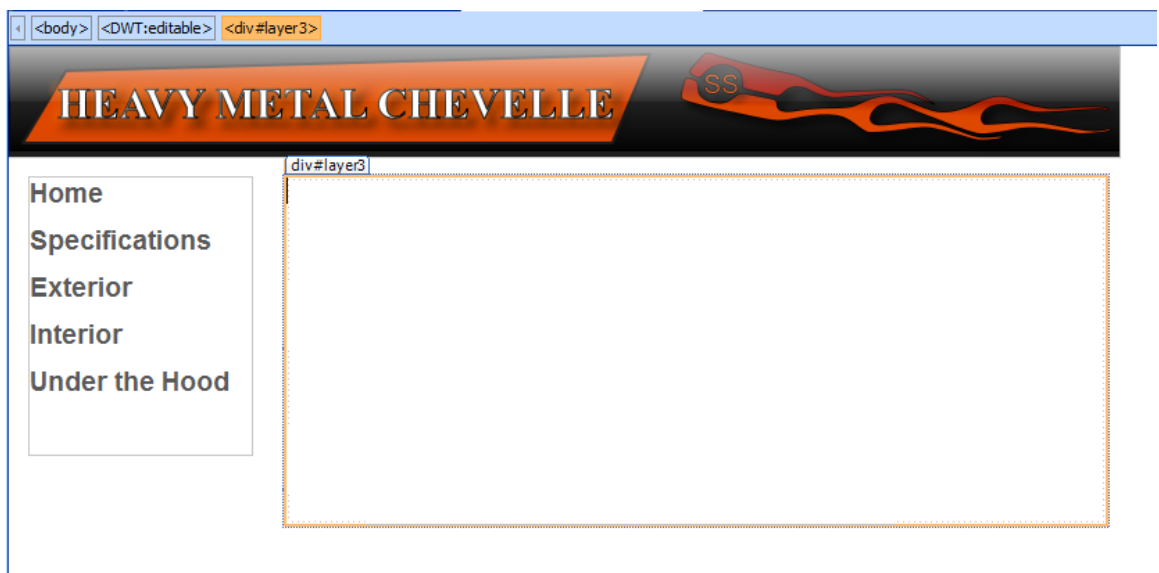 <body> <DWT:editable> <div#layer3>
HEAVY METAL CHEVELLE
SS
div#layer3
Home
Specifications
Exterior
Interior
Under the Hood